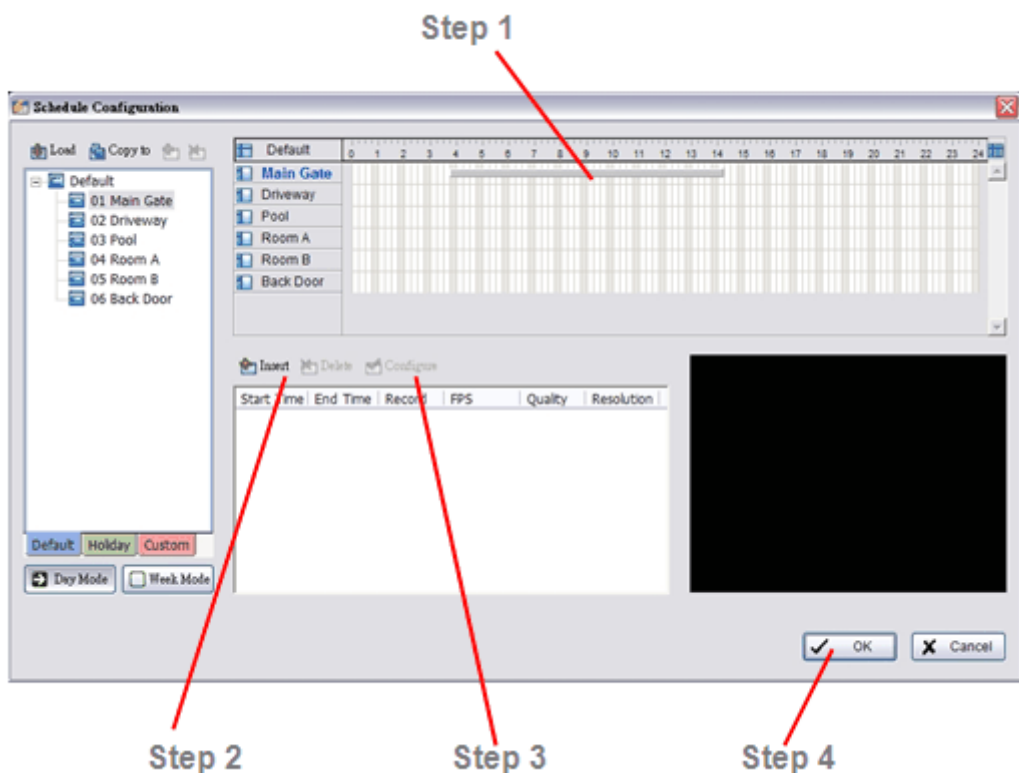 Step 1
Schedule Configuration
Load Copy to
Default
01 Main Gate
02 Driveway
03 Pool
04 Room A
05 Room B
06 Back Door
Default Holiday Custom
Day Mode Week Mode
Default 0 1 2 3 4 5 6 7 8 9 10 11 12 13 14 15 16 17 18 19 20 21 22 23 24
Main Gate
Driveway
Pool
Room A
Room B
Back Door
Insert Delete Configure
Start Time End Time Record FPS Quality Resolution
OK Cancel
Step 2 Step 3 Step 4